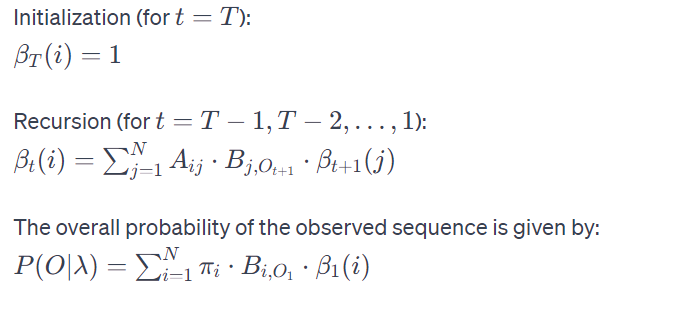 Initialization (for t = T):
β_T(i) = 1
Recursion (for t = T − 1, T − 2, . . . , 1):
β_t(i) = ∑_{j=1}^{N} A_{ij} · B_{j,O_{t+1}} · β_{t+1}(j)
The overall probability of the observed sequence is given by:
P(O|λ) = ∑_{i=1}^{N} π_i · B_{i,O_1} · β_1(i)